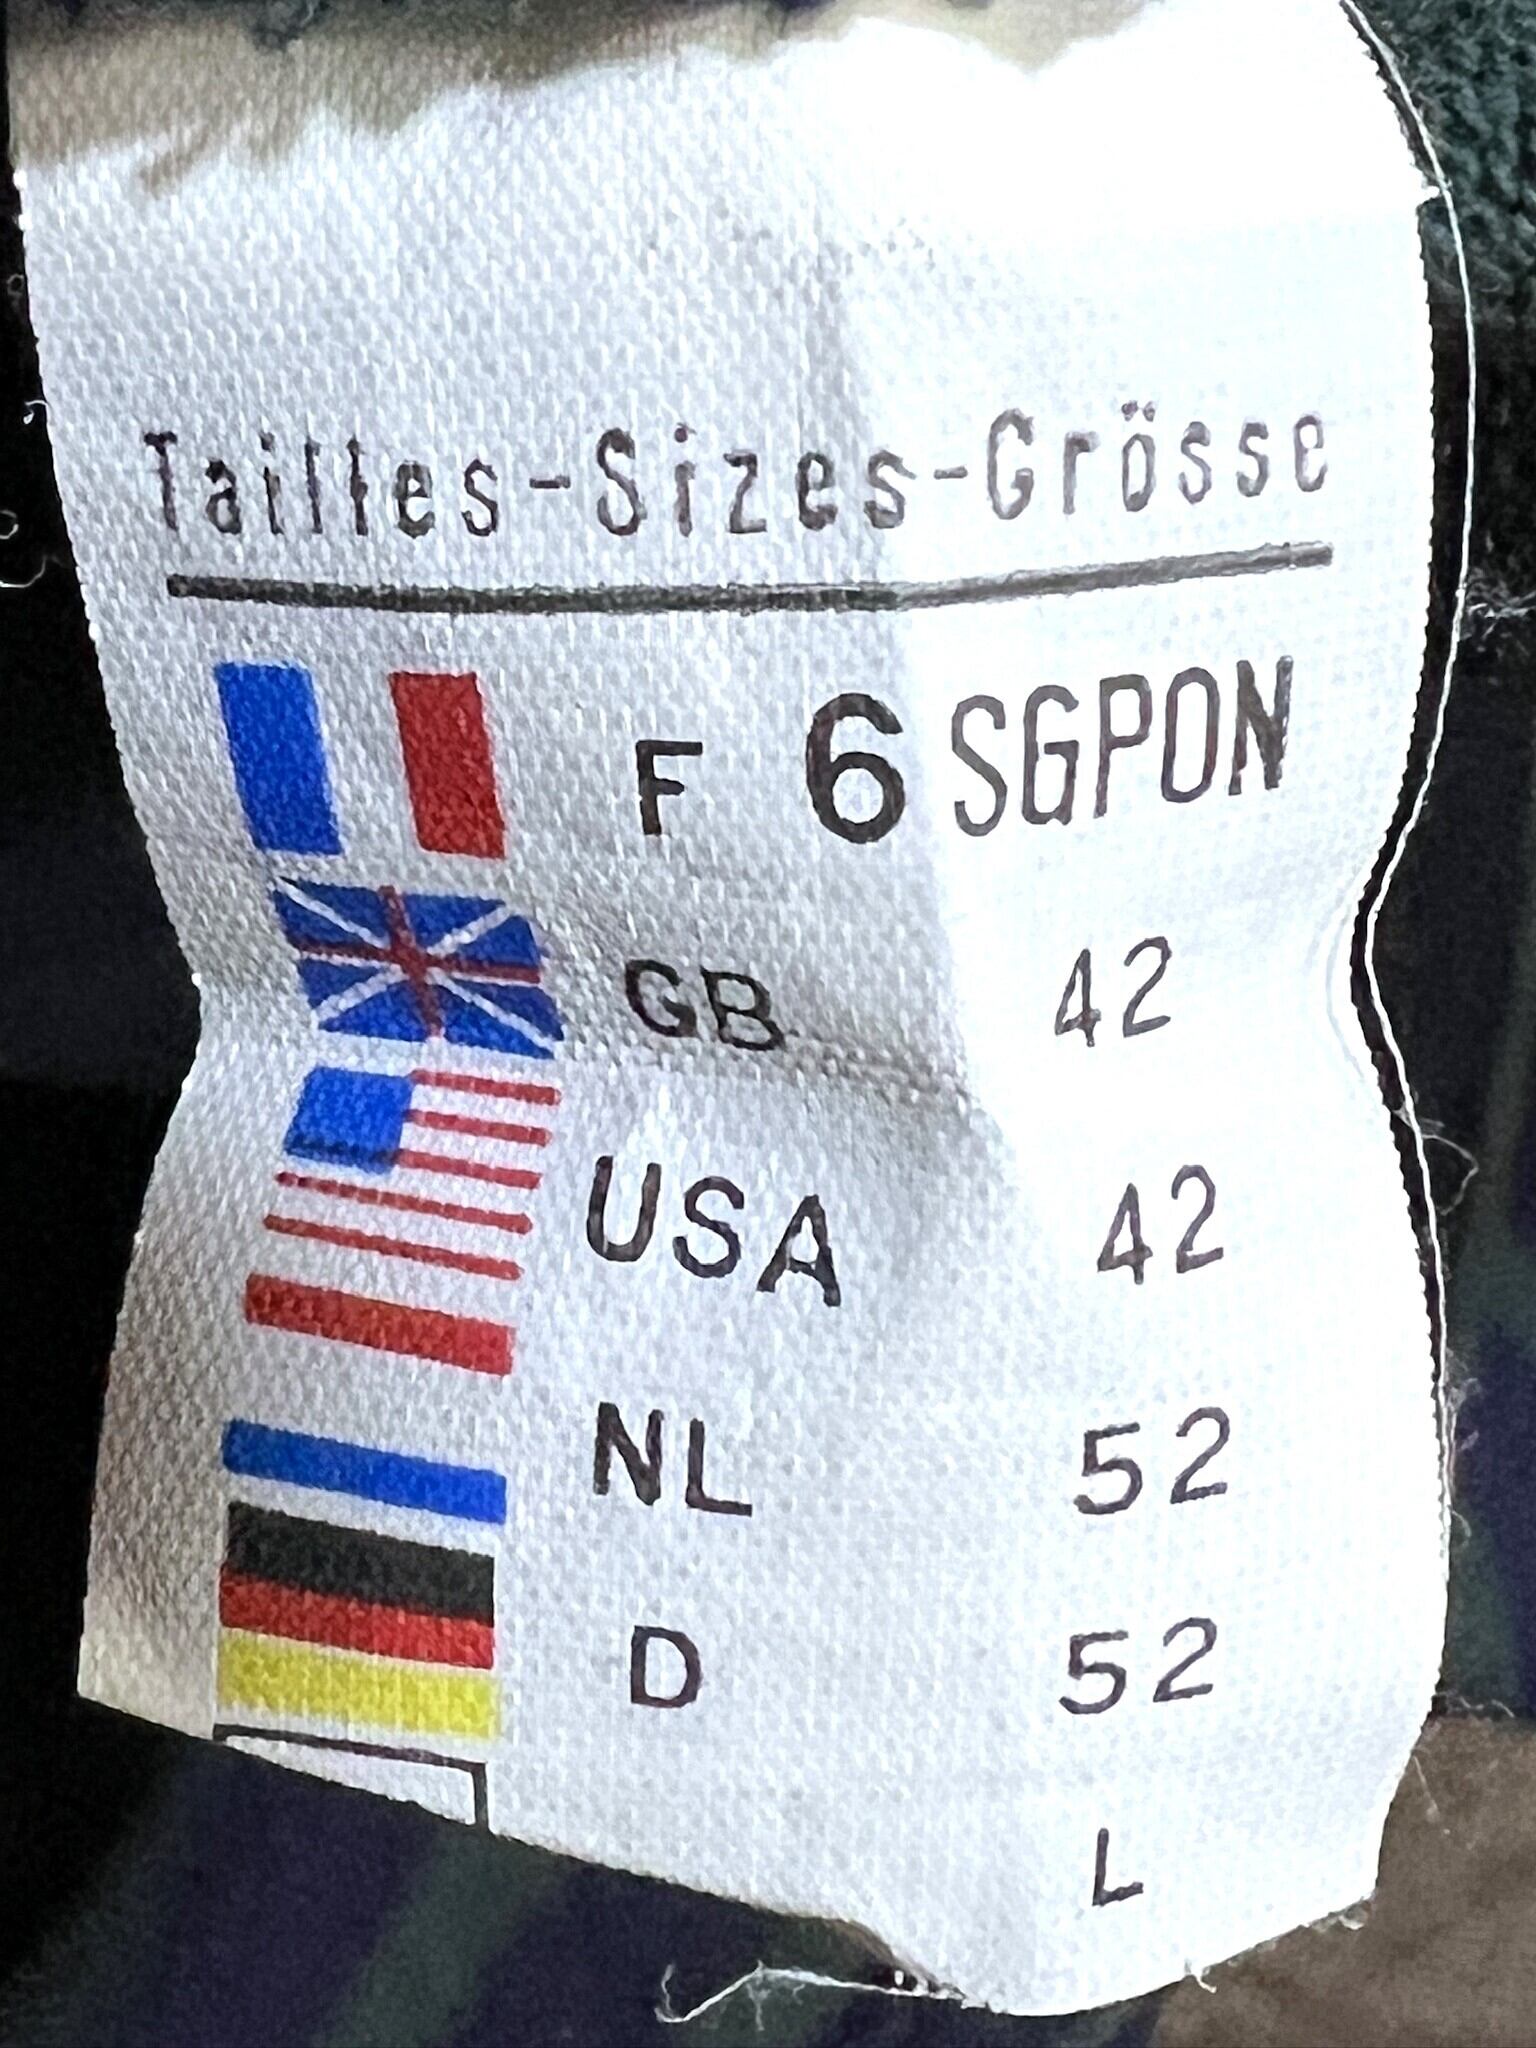 Tailles-Sizes-Grösse
F 6 SGPON
GB 42
USA 42
NL 52
D 52
L